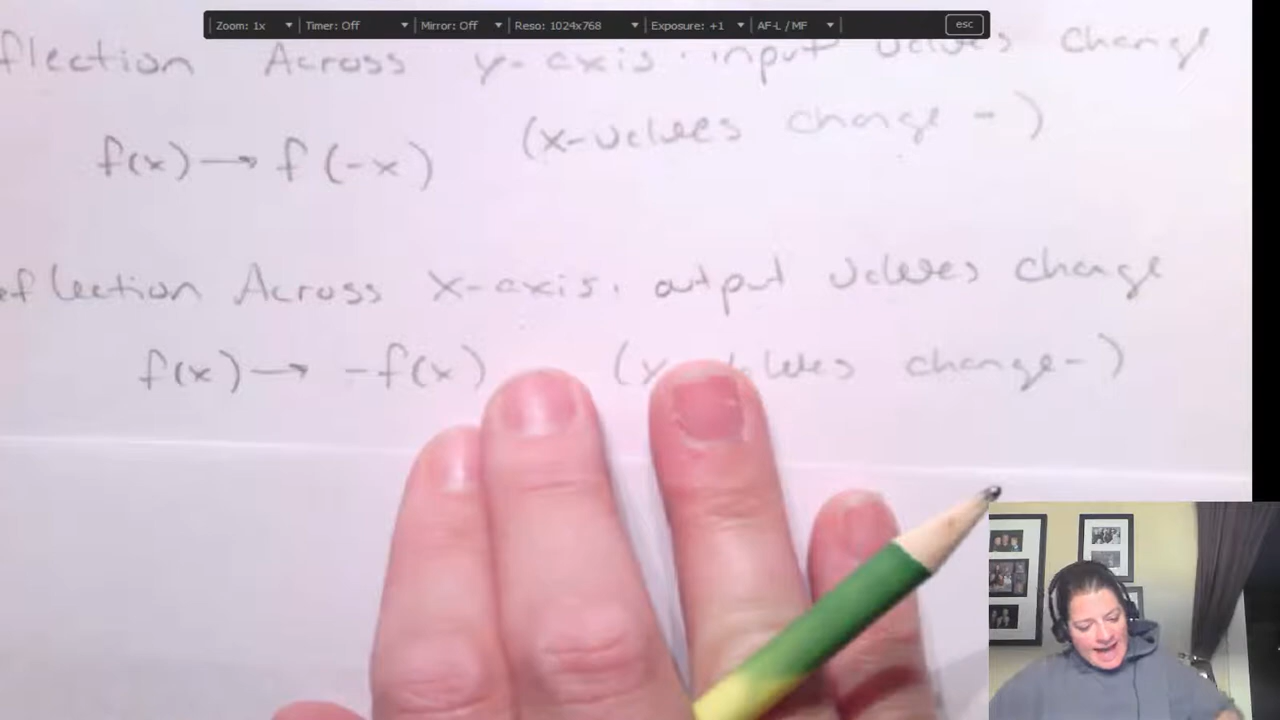 Zoom: 1x Timer: Off Mirror: Off Reso: 1024x768 Exposure: +1 AF-L / MF esc
flection Across y-axis. input values change
(x-values change - )
f(x) → f(-x)
eflection Across x-axis. output values change
f(x) → -f(x) change - )